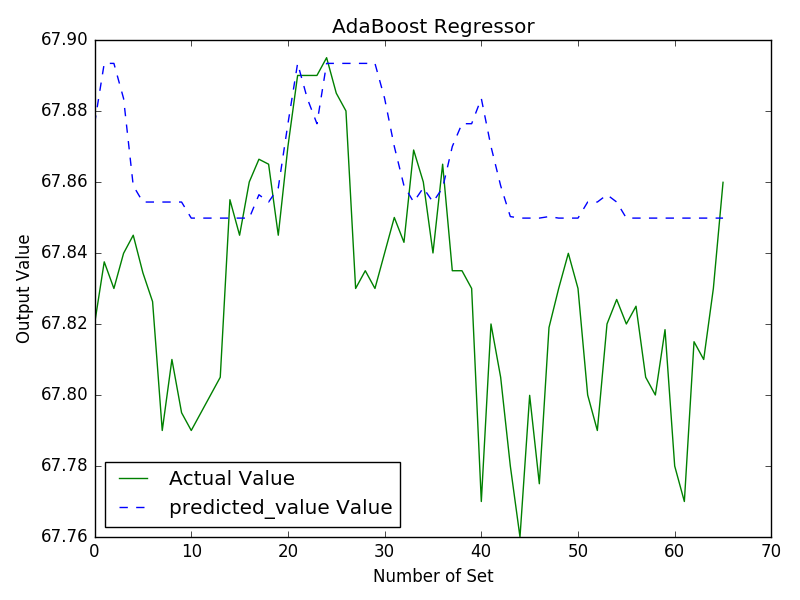 AdaBoost Regressor
67.90
67.88
67.86
67.84
67.82
67.80
67.78
67.76
Output Value
Actual Value
predicted_value Value
0 10 20 30 40 50 60 70
Number of Set